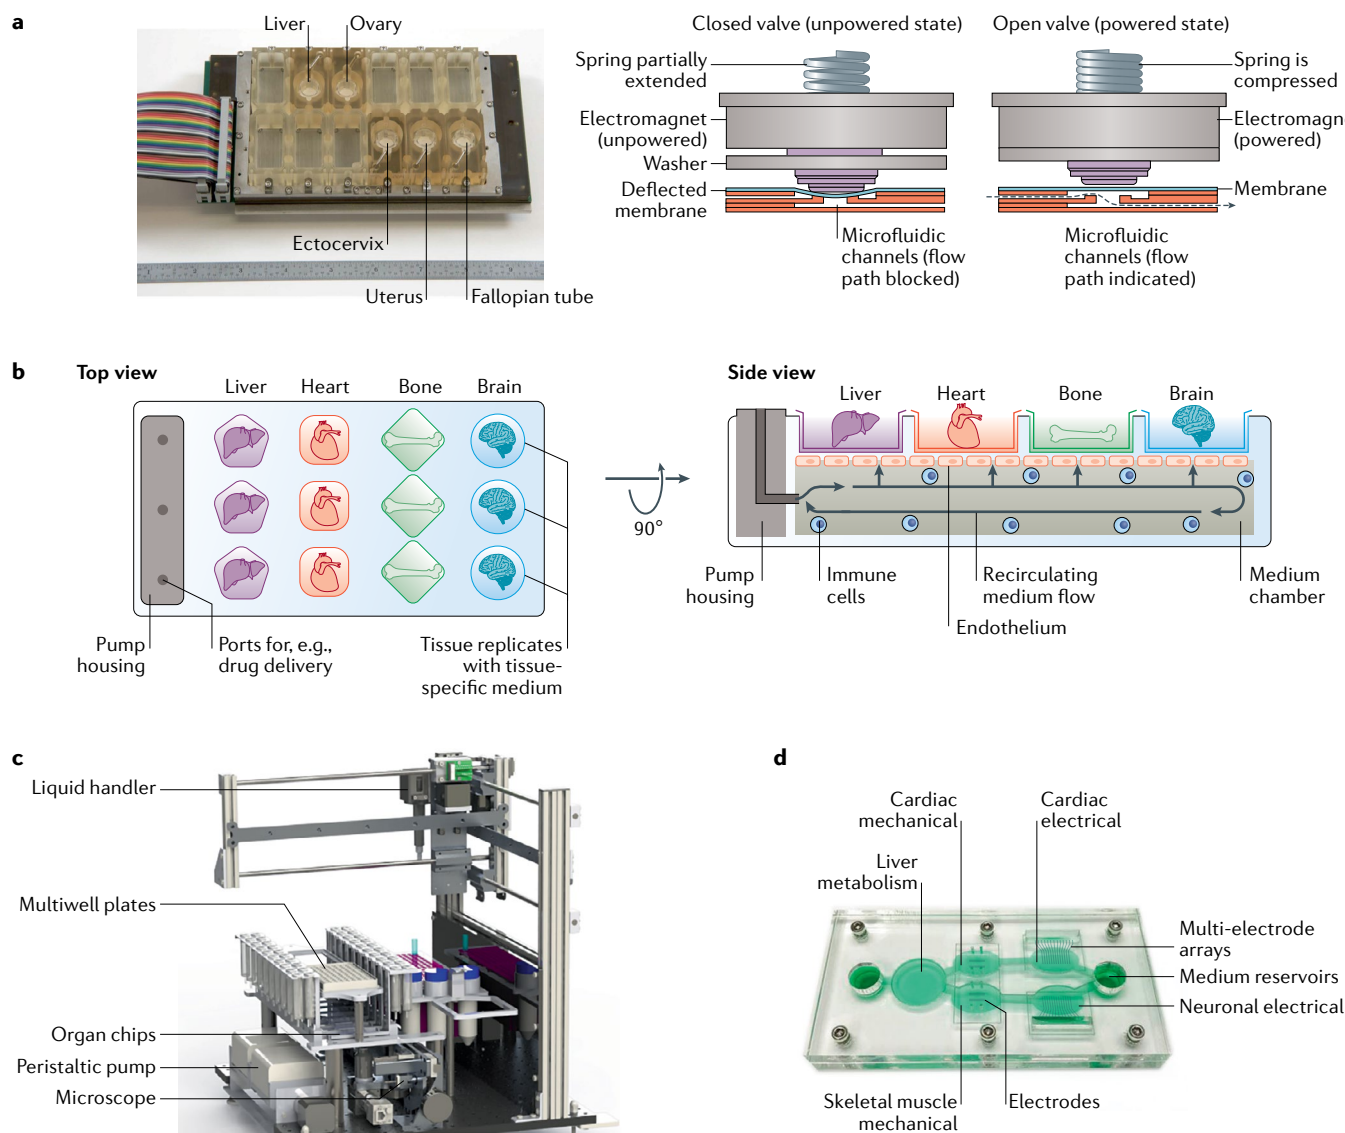 a
Liver
Ovary
Ectocervix
Uterus
Fallopian tube
Closed valve (unpowered state)
Spring partially
extended
Electromagnet
(unpowered)
Washer
Deflected
membrane
Microfluidic
channels (flow
path blocked)
Open valve (powered state)
Spring is
compressed
Electromagne
(powered)
Membrane
Microfluidic
channels (flow
path indicated)
b
Top view
Liver
Heart
Bone
Brain
Pump
housing
Ports for, e.g.,
drug delivery
Tissue replicates
with tissue-
specific medium
90°
Side view
Liver
Heart
Bone
Brain
Pump
housing
Immune
cells
Recirculating
medium flow
Endothelium
Medium
chamber
c
Liquid handler
Multiwell plates
Organ chips
Peristaltic pump
Microscope
d
Cardiac
mechanical
Cardiac
electrical
Liver
metabolism
Multi-electrode
arrays
Medium reservoirs
Neuronal electrical
Skeletal muscle
mechanical
Electrodes